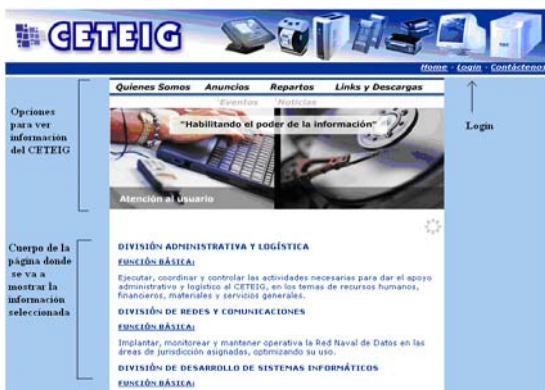 CETEIG
Home - Login - Contáctenos
Quienes Somos Anuncios Repartos Links y Descargas
Eventos Noticias
"Habilitando el poder de la información"
Atención al usuario
Opciones
para ver
información
del CETEIG
Login
Cuerpo de la
página donde
se va a
mostrar la
información
seleccionada
DIVISIÓN ADMINISTRATIVA Y LOGÍSTICA
FUNCIÓN BÁSICA:
Ejecutar, coordinar y controlar las actividades necesarias para dar el apoyo
administrativo y logístico al CETEIG, en los temas de recursos humanos,
financieros, materiales y servicios generales.
DIVISIÓN DE REDES Y COMUNICACIONES
FUNCIÓN BÁSICA:
Implantar, monitorear y mantener operativa la Red Naval de Datos en las
áreas de jurisdicción asignadas, optimizando su uso.
DIVISIÓN DE DESARROLLO DE SISTEMAS INFORMÁTICOS
FUNCIÓN BÁSICA: